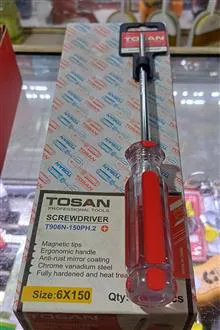 TOSAN
TOSAN
PROFESSIONAL TOOLS
SCREWDRIVER
T906N-150PH.2
Magnetic tips
Ergonomic handle
Anti-rust mirror coating
Chrome vanadium steel
Fully hardened and heat
Size:6X150
Qty: